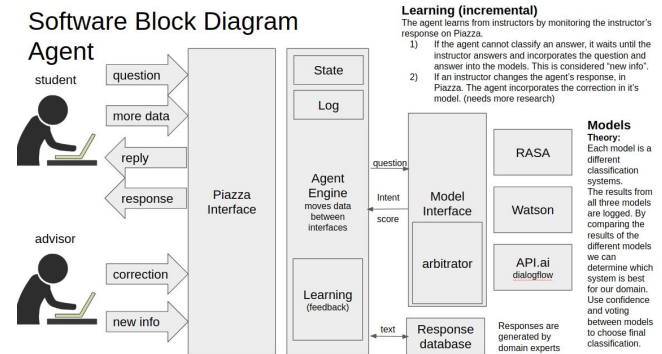 Software Block Diagram
Agent
student
question
more data
reply
response
advisor
correction
new info
Piazza
Interface
State
Log
Agent
Engine
moves data
between
interfaces
Learning
(feedback)
question
Intent
score
text
Model
Interface
arbitrator
Response
database
RASA
Watson
API.ai
dialogflow
Responses are
generated by
domain experts
Learning (incremental)
The agent learns from instructors by monitoring the instructor's
response on Piazza.
1) If the agent cannot classify an answer, it waits until the
instructor answers and incorporates the question and
answer into the models. This is considered "new info".
2) If an instructor changes the agent's response, in
Piazza. The agent incorporates the correction in it's
model. (needs more research)
Models
Theory:
Each model is a
different
classification
systems.
The results from
all three models
are logged. By
comparing the
results of the
different models
we can
determine which
system is best
for our domain.
Use confidence
and voting
between models
to choose final
classification.